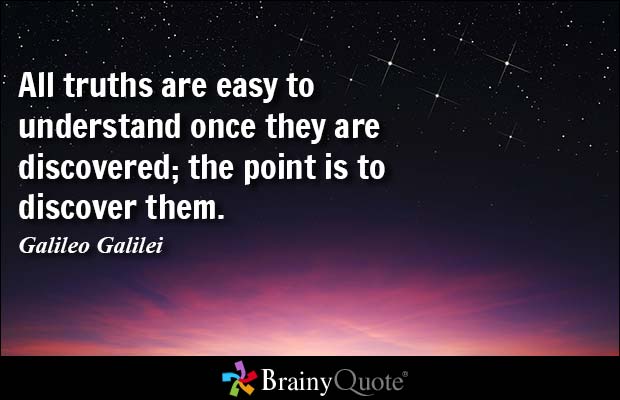 All truths are easy to
understand once they are
discovered; the point is to
discover them.
Galileo Galilei
BrainyQuote®